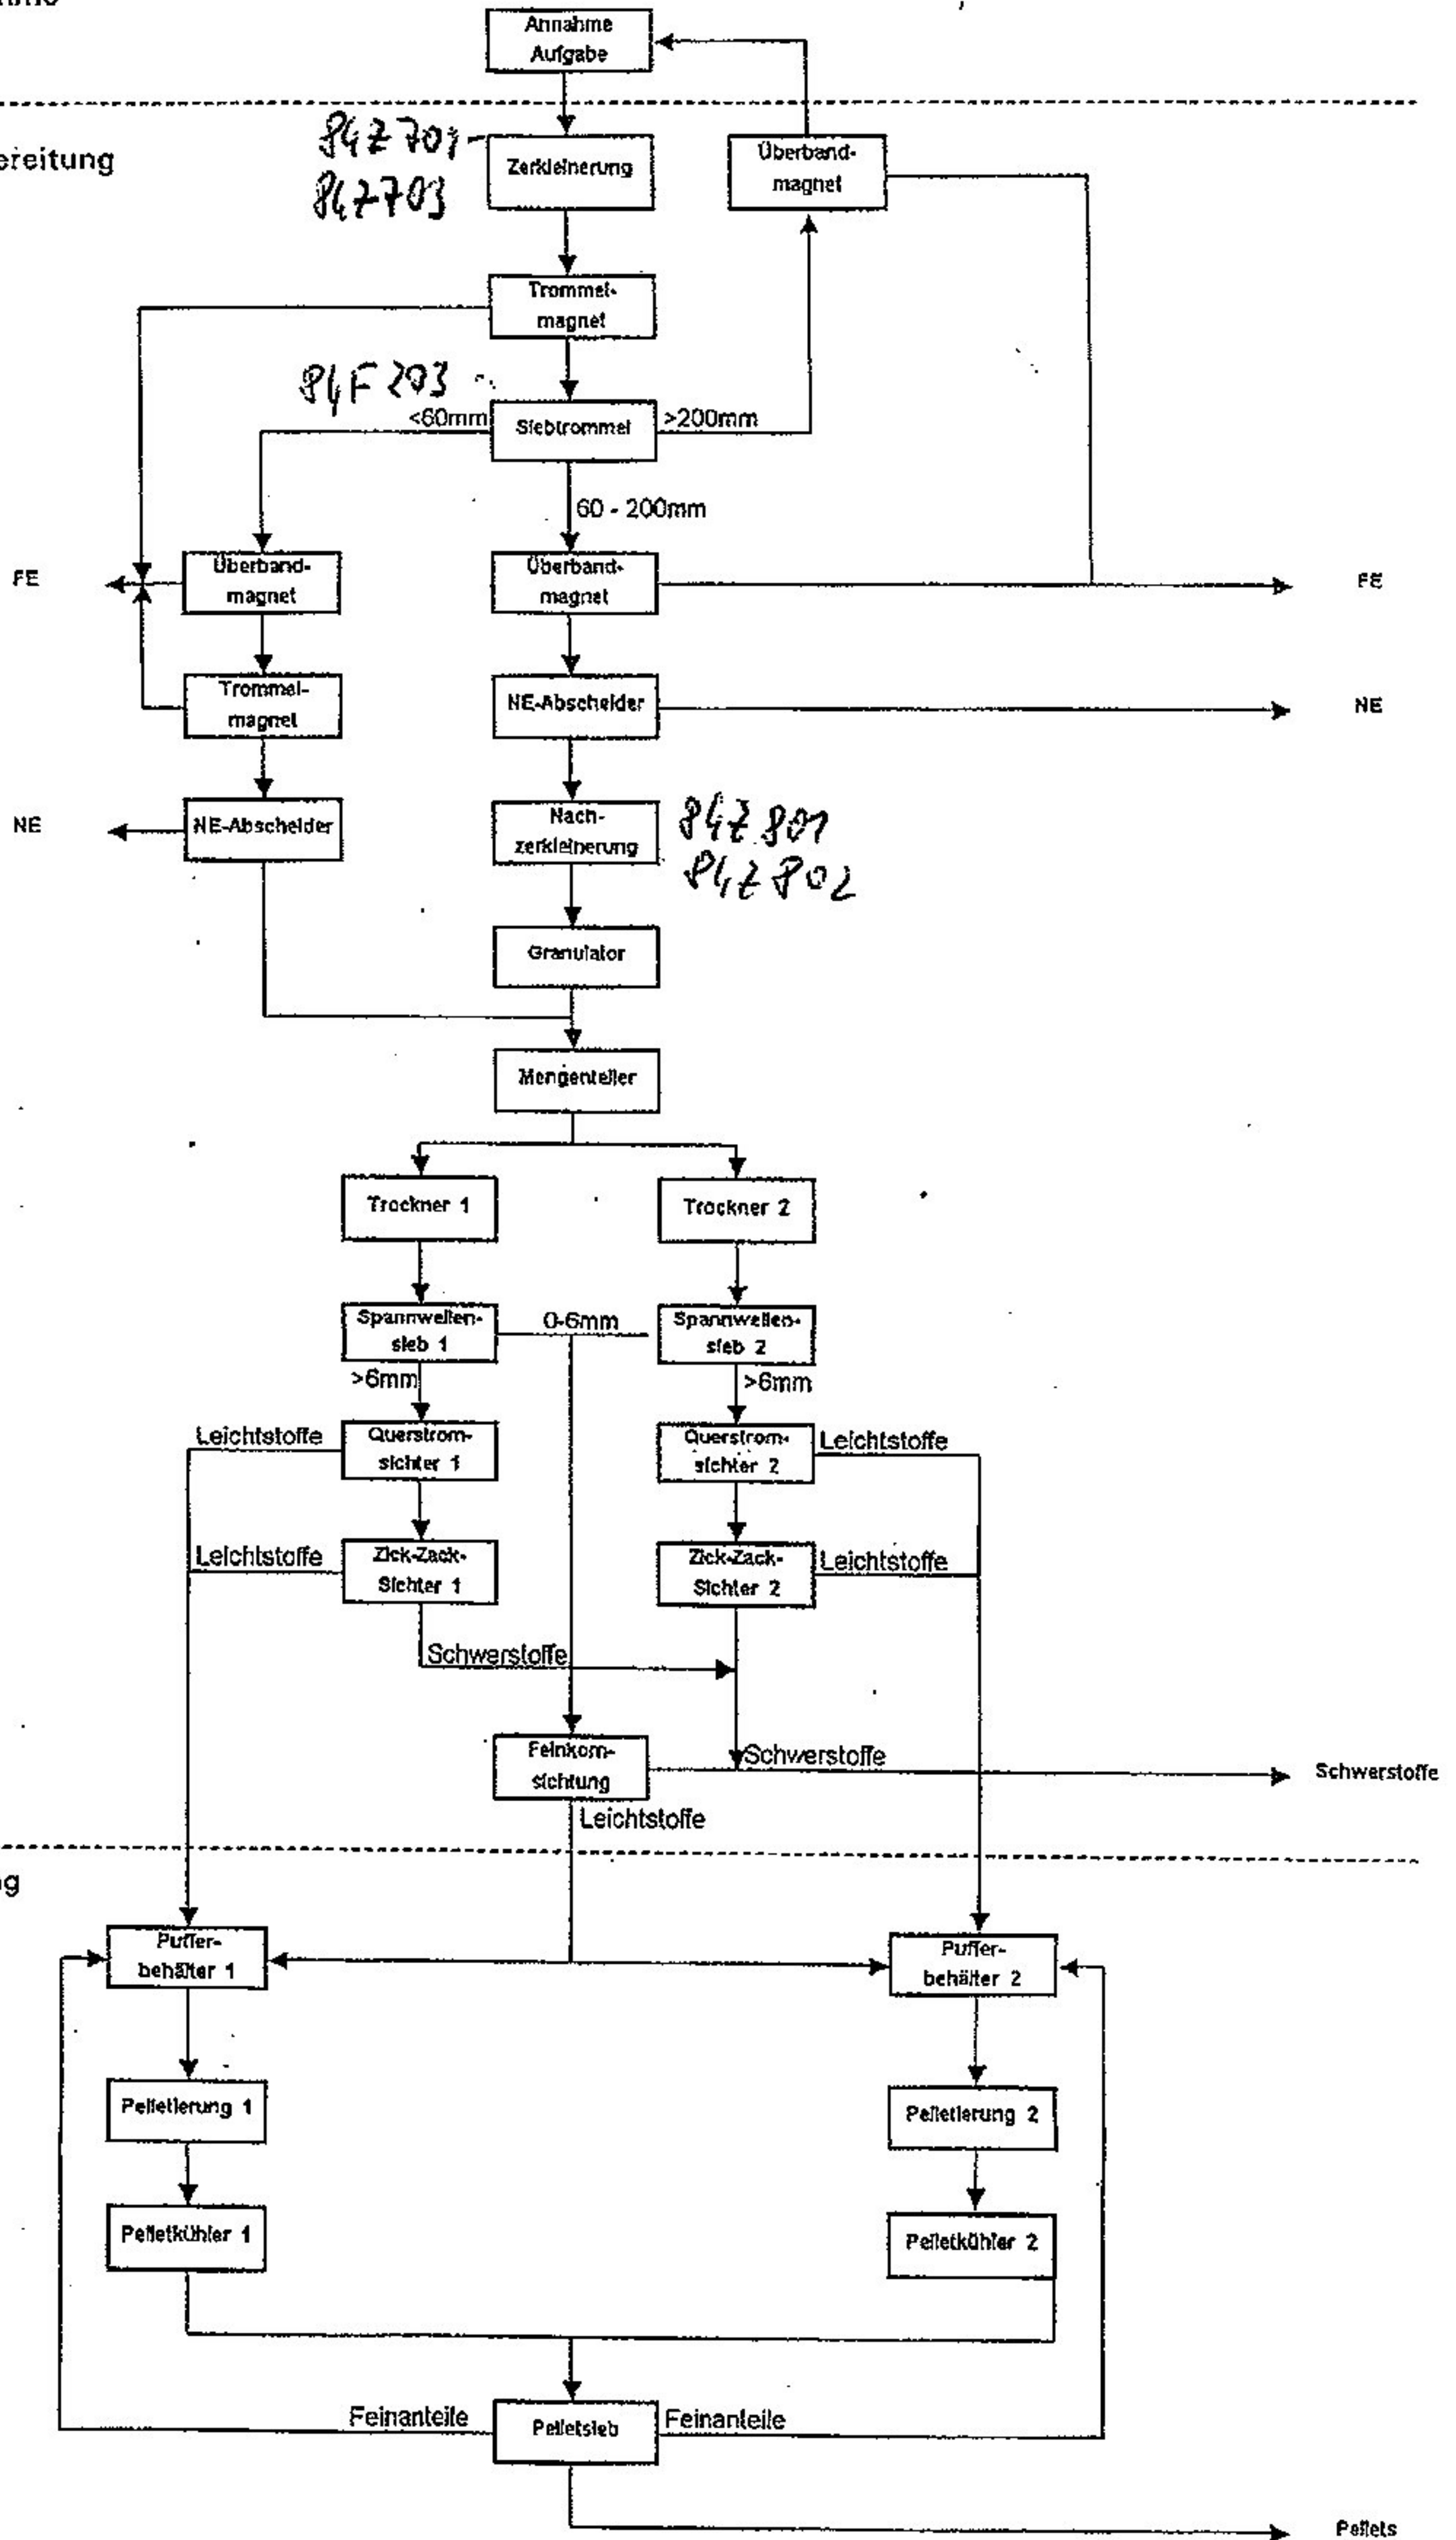 Annahme
Aufgabe
ereitung
84Z701
84Z703
Zerkleinerung
Überband-
magnet
Trommel-
magnet
84F203
<60mm
Siebtrommel
>200mm
60 - 200mm
FE
Überband-
magnet
Überband-
magnet
FE
Trommel-
magnet
NE-Abscheider
NE
NE
NE-Abscheider
Nach-
zerkleinerung
84Z801
84Z802
Granulator
Mengenteiler
Trockner 1
Trockner 2
Spannwellen-
sieb 1
0-6mm
Spannwellen-
sieb 2
>6mm
>6mm
Leichtstoffe
Querstrom-
sichter 1
Querstrom-
sichter 2
Leichtstoffe
Leichtstoffe
Zick-Zack-
Sichter 1
Zick-Zack-
Sichter 2
Leichtstoffe
Schwerstoffe
Feinkorn-
sichtung
Schwerstoffe
Schwerstoffe
Leichtstoffe
g
Puffer-
behälter 1
Puffer-
behälter 2
Pelletierung 1
Pelletierung 2
Pelletkühler 1
Pelletkühler 2
Feinanteile
Pelletsieb
Feinanteile
Pellets